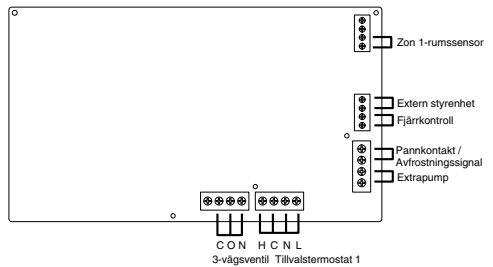 Zon 1-rumssensor
Extern styrenhet
Fjärrkontroll
Pannkontakt /
Avfrostningssignal
Extrapump
C O N H C N L
3-vägsventil Tillvalstermostat 1